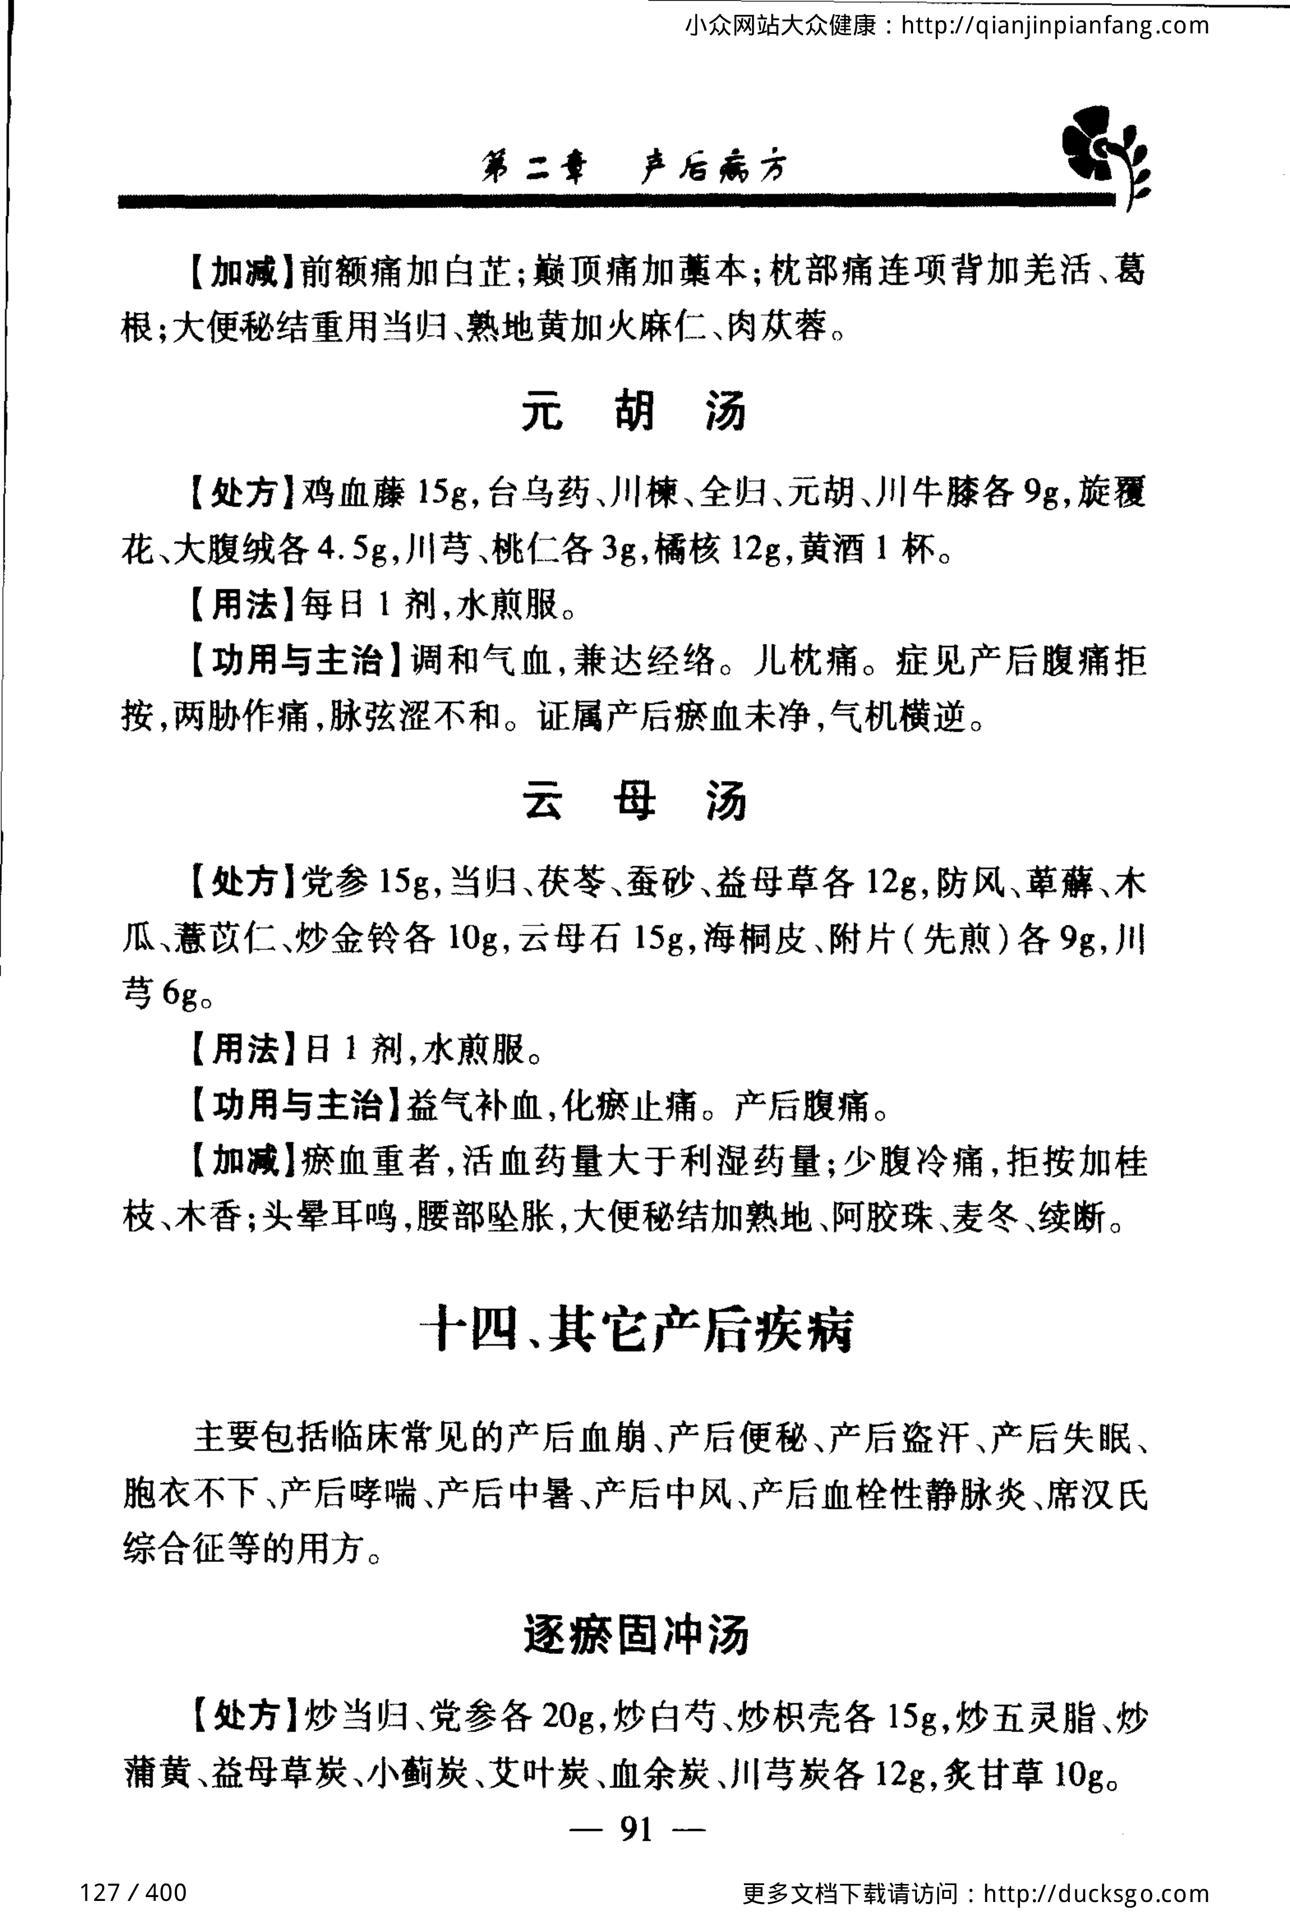 小众网站大众健康：http://qianjinpianfang.com
第二章 产后病方
【加减】前额痛加白芷；巅顶痛加藁本；枕部痛连项背加羌活、葛
根；大便秘结重用当归、熟地黄加火麻仁、肉苁蓉。
元 胡 汤
【处方】鸡血藤 15g，台乌药、川楝、全归、元胡、川牛膝各 9g，旋覆
花、大腹绒各 4.5g，川芎、桃仁各 3g，橘核 12g，黄酒 1 杯。
【用法】每日 1 剂，水煎服。
【功用与主治】调和气血，兼达经络。儿枕痛。症见产后腹痛拒
按，两胁作痛，脉弦涩不和。证属产后瘀血未净，气机横逆。
云 母 汤
【处方】党参 15g，当归、茯苓、蚕砂、益母草各 12g，防风、萆薢、木
瓜、薏苡仁、炒金铃各 10g，云母石 15g，海桐皮、附片（先煎）各 9g，川
芎 6g。
【用法】日 1 剂，水煎服。
【功用与主治】益气补血，化瘀止痛。产后腹痛。
【加减】瘀血重者，活血药量大于利湿药量；少腹冷痛，拒按加桂
枝、木香；头晕耳鸣，腰部坠胀，大便秘结加熟地、阿胶珠、麦冬、续断。
十四、其它产后疾病
主要包括临床常见的产后血崩、产后便秘、产后盗汗、产后失眠、
胞衣不下、产后哮喘、产后中暑、产后中风、产后血栓性静脉炎、席汉氏
综合征等的用方。
逐瘀固冲汤
【处方】炒当归、党参各 20g，炒白芍、炒枳壳各 15g，炒五灵脂、炒
蒲黄、益母草炭、小蓟炭、艾叶炭、血余炭、川芎炭各 12g，炙甘草 10g。
— 91 —
127 / 400
更多文档下载请访问：http://ducksgo.com